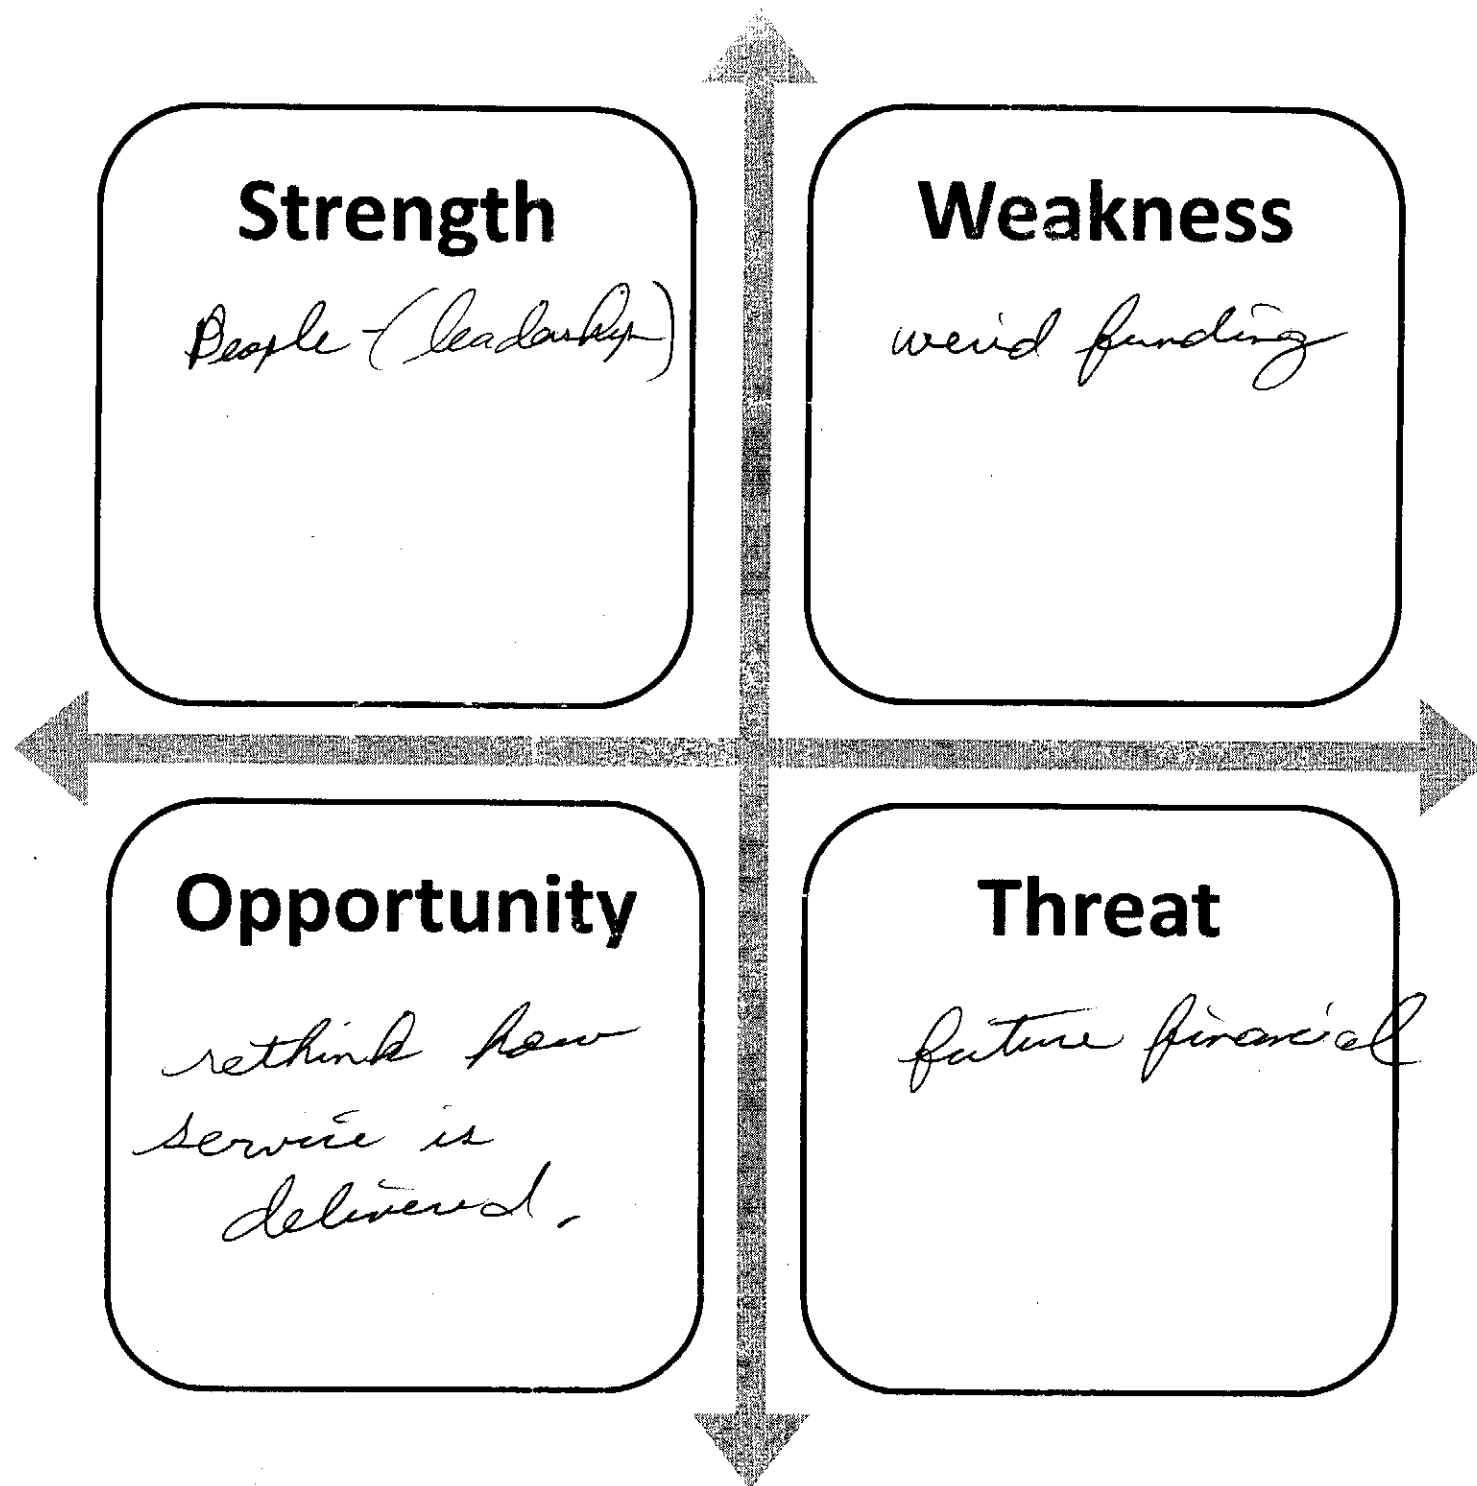 Strength
People - (leadership)
Weakness
weird funding
Opportunity
rethink how
service is
delivered.
Threat
future financial